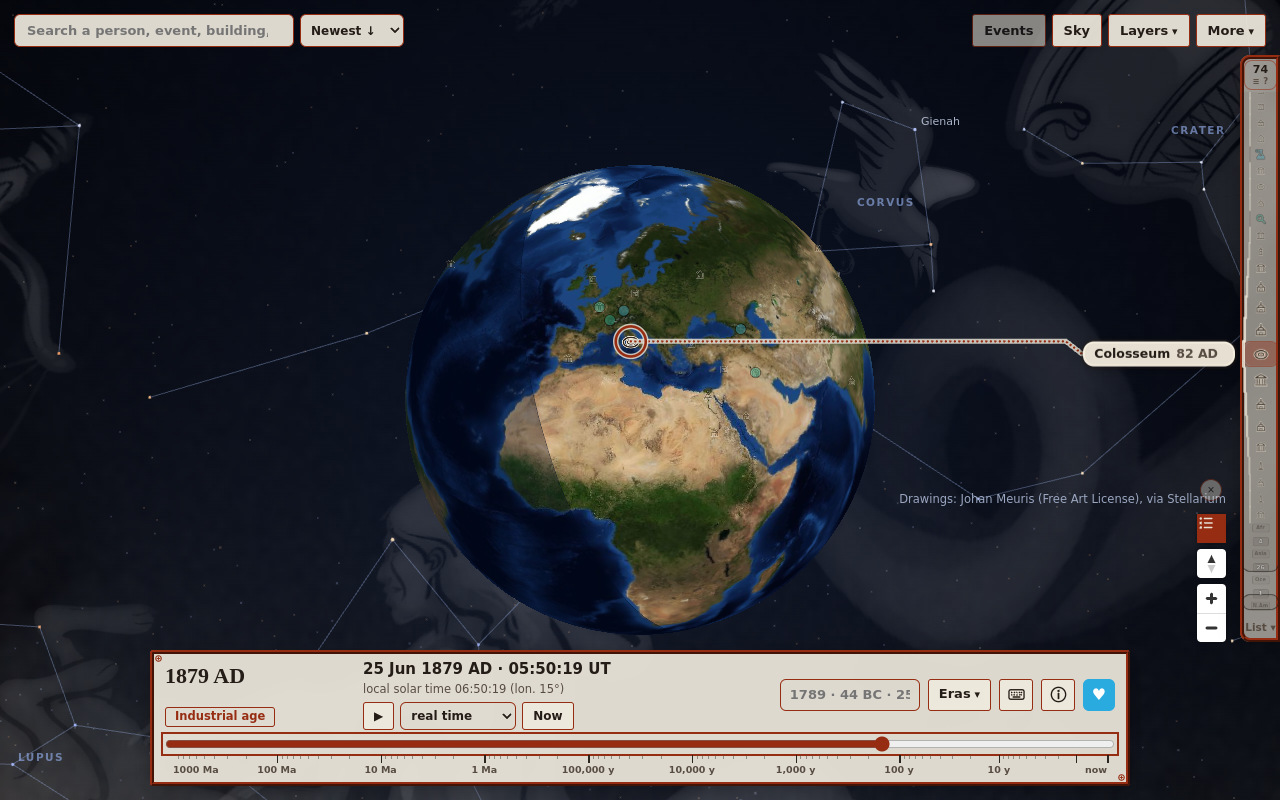 Search a person, event, building,
Newest ↓
Events
Sky
Layers ▾
More ▾
74
≡ ?
Gienah
CRATER
CORVUS
Colosseum 82 AD
Drawings: Johan Meuris (Free Art License), via Stellarium
List ▾
1879 AD
Industrial age
25 Jun 1879 AD · 05:50:19 UT
local solar time 06:50:19 (lon. 15°)
▶
real time
Now
1789 · 44 BC · 25
Eras ▾
1000 Ma
100 Ma
10 Ma
1 Ma
100,000 y
10,000 y
1,000 y
100 y
10 y
now
LUPUS